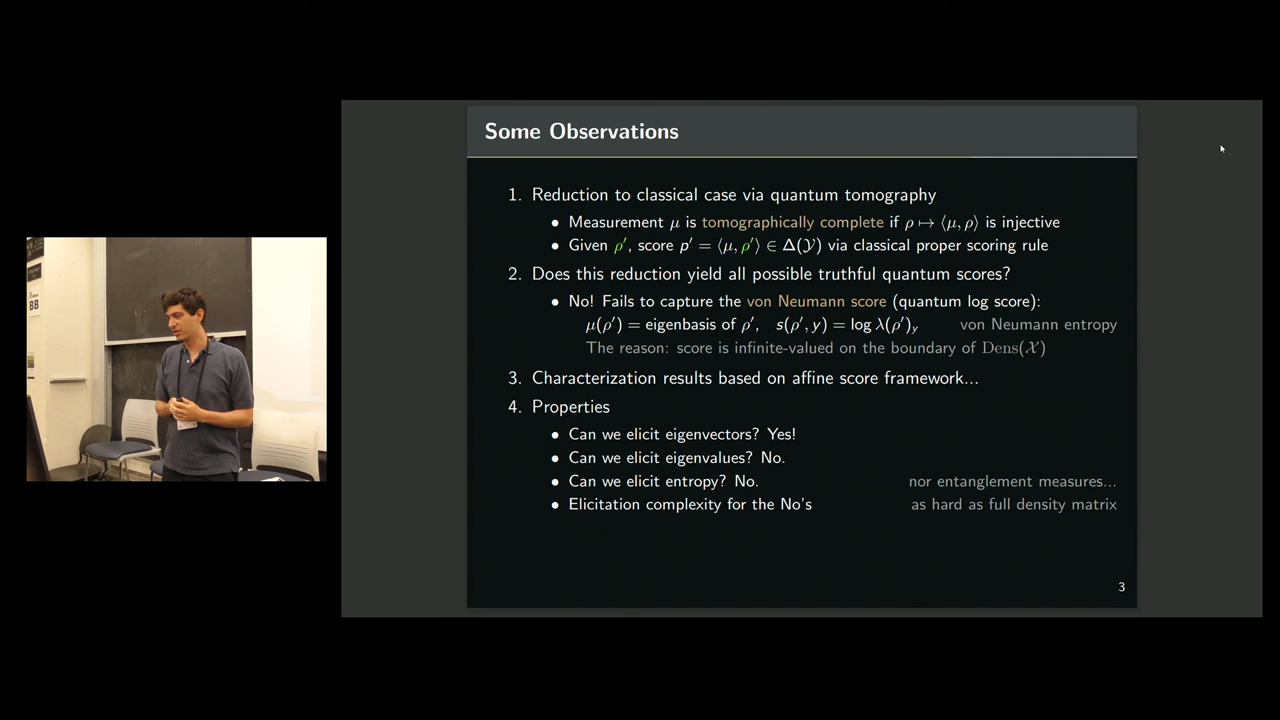 Some Observations
1. Reduction to classical case via quantum tomography
• Measurement μ is tomographically complete if ρ ↦ ⟨μ, ρ⟩ is injective
• Given ρ′, score p′ = ⟨μ, ρ′⟩ ∈ Δ(𝒴) via classical proper scoring rule
2. Does this reduction yield all possible truthful quantum scores?
• No! Fails to capture the von Neumann score (quantum log score):
μ(ρ′) = eigenbasis of ρ′, s(ρ′, y) = log λ(ρ′)_y von Neumann entropy
The reason: score is infinite-valued on the boundary of Dens(𝒳)
3. Characterization results based on affine score framework...
4. Properties
• Can we elicit eigenvectors? Yes!
• Can we elicit eigenvalues? No.
• Can we elicit entropy? No. nor entanglement measures...
• Elicitation complexity for the No's as hard as full density matrix
3
BB